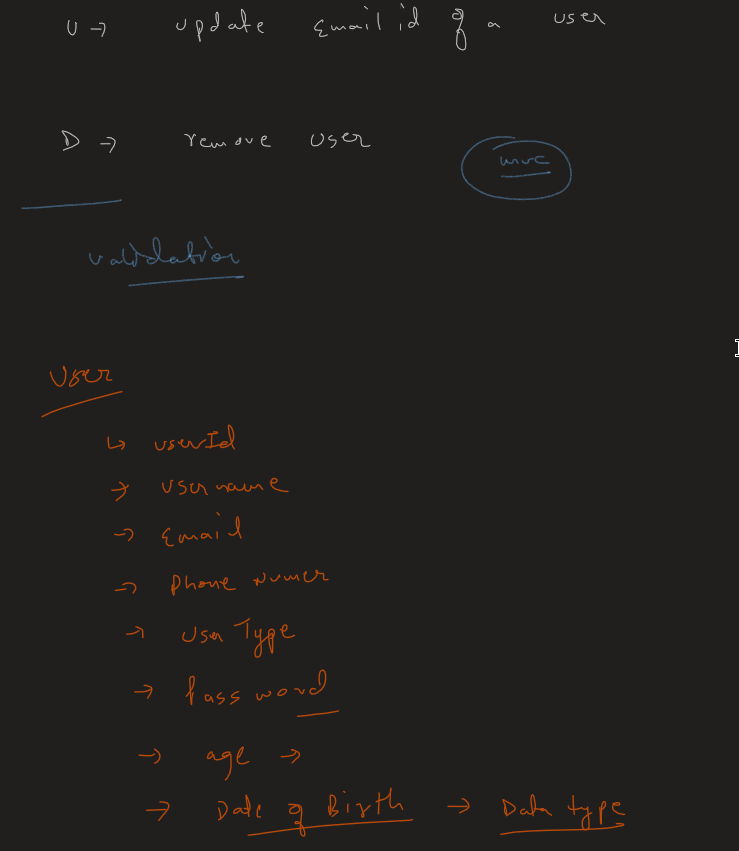 U → update Email id of a user
D → remove user
mvc
validation
User
↳ userId
→ username
→ Email
→ Phone Numer
→ User Type
→ Password
→ age →
→ Date of Birth → Data type